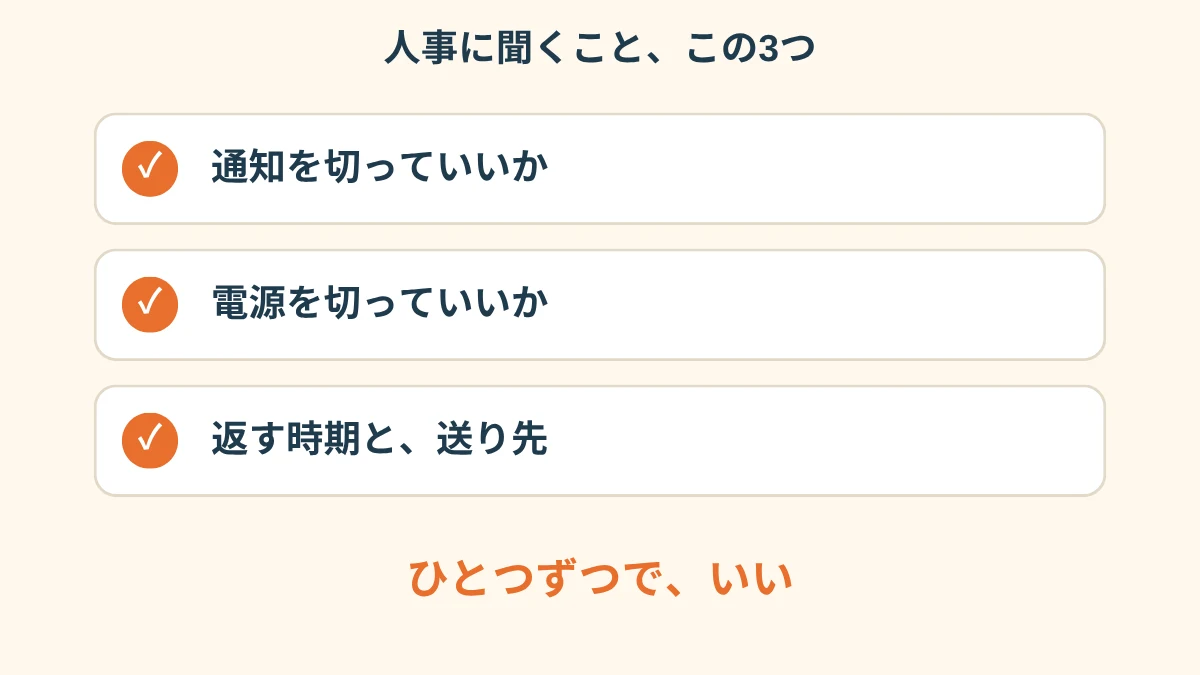 人事に聞くこと、この3つ
✓ 通知を切っていいか
✓ 電源を切っていいか
✓ 返す時期と、送り先
ひとつずつで、いい